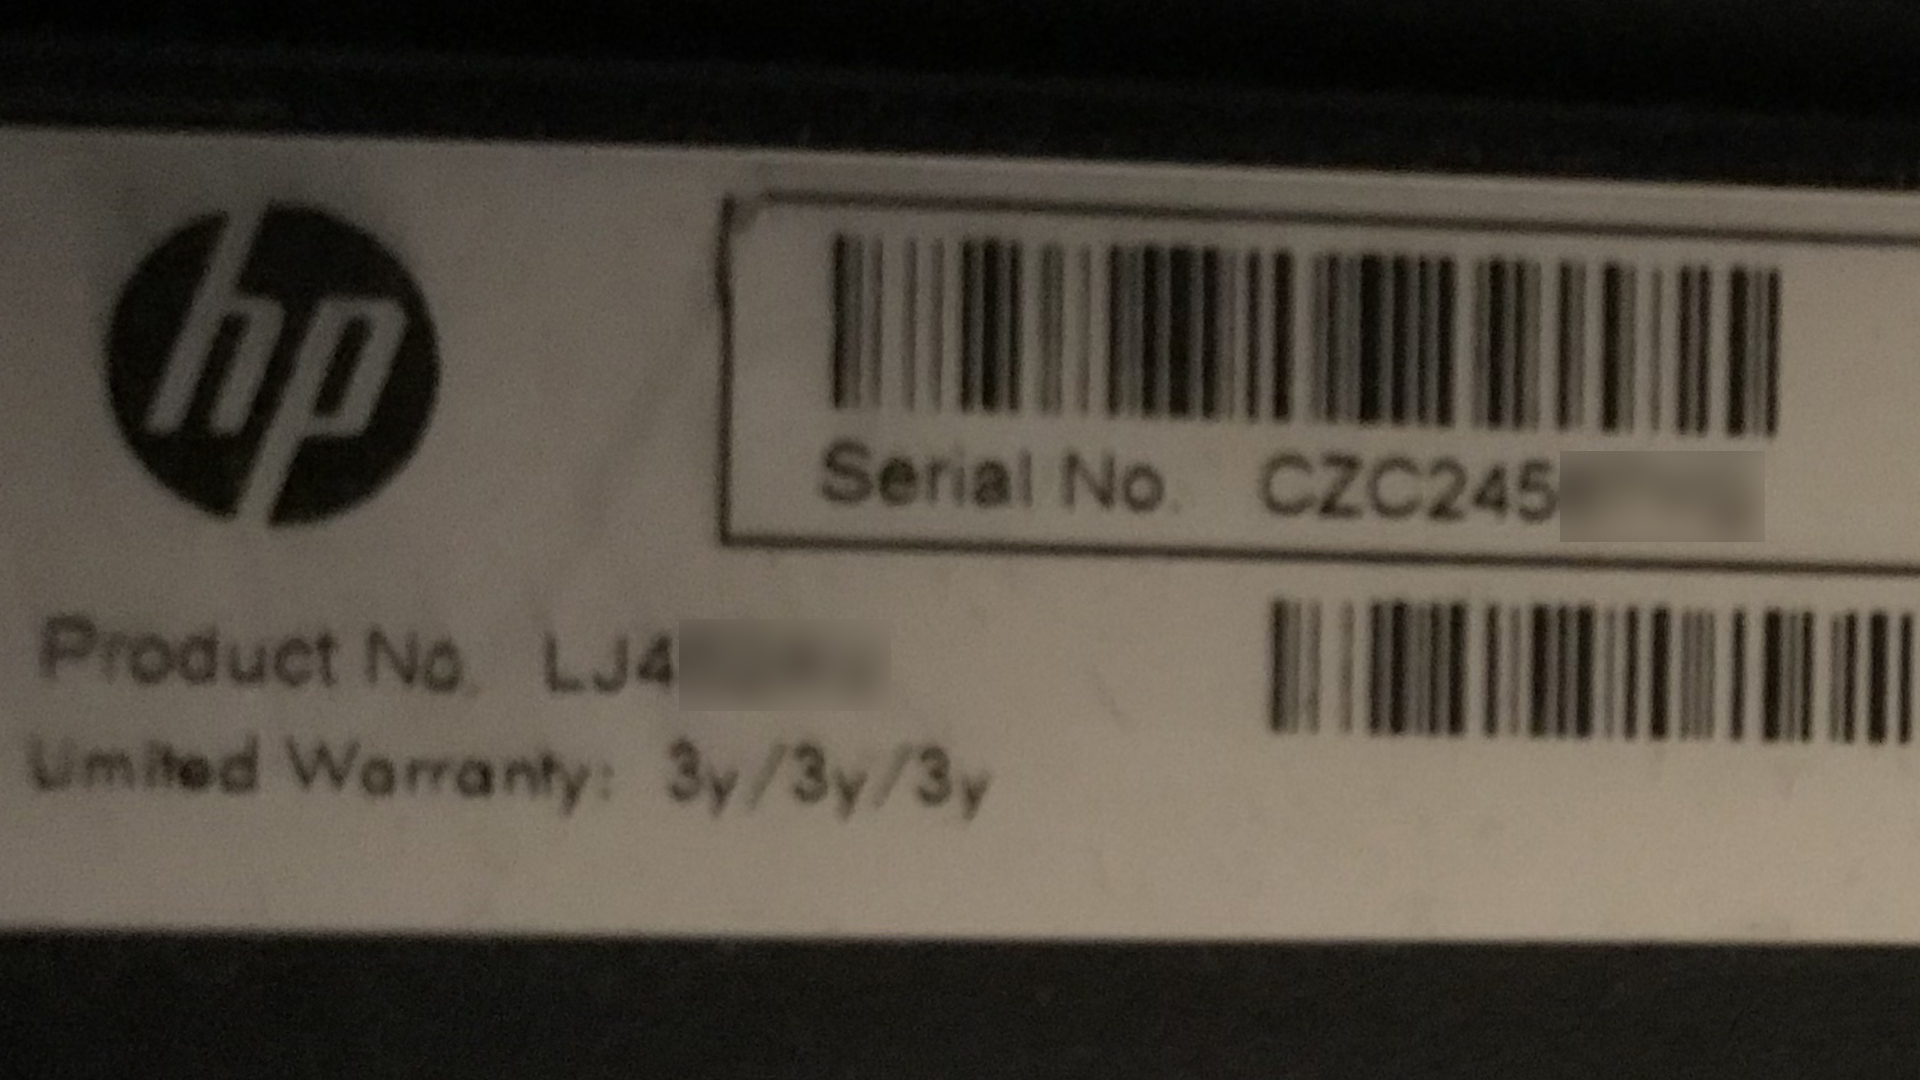 hp
Serial No. CZC245
Product No. LJ4
Limited Warranty: 3y/3y/3y